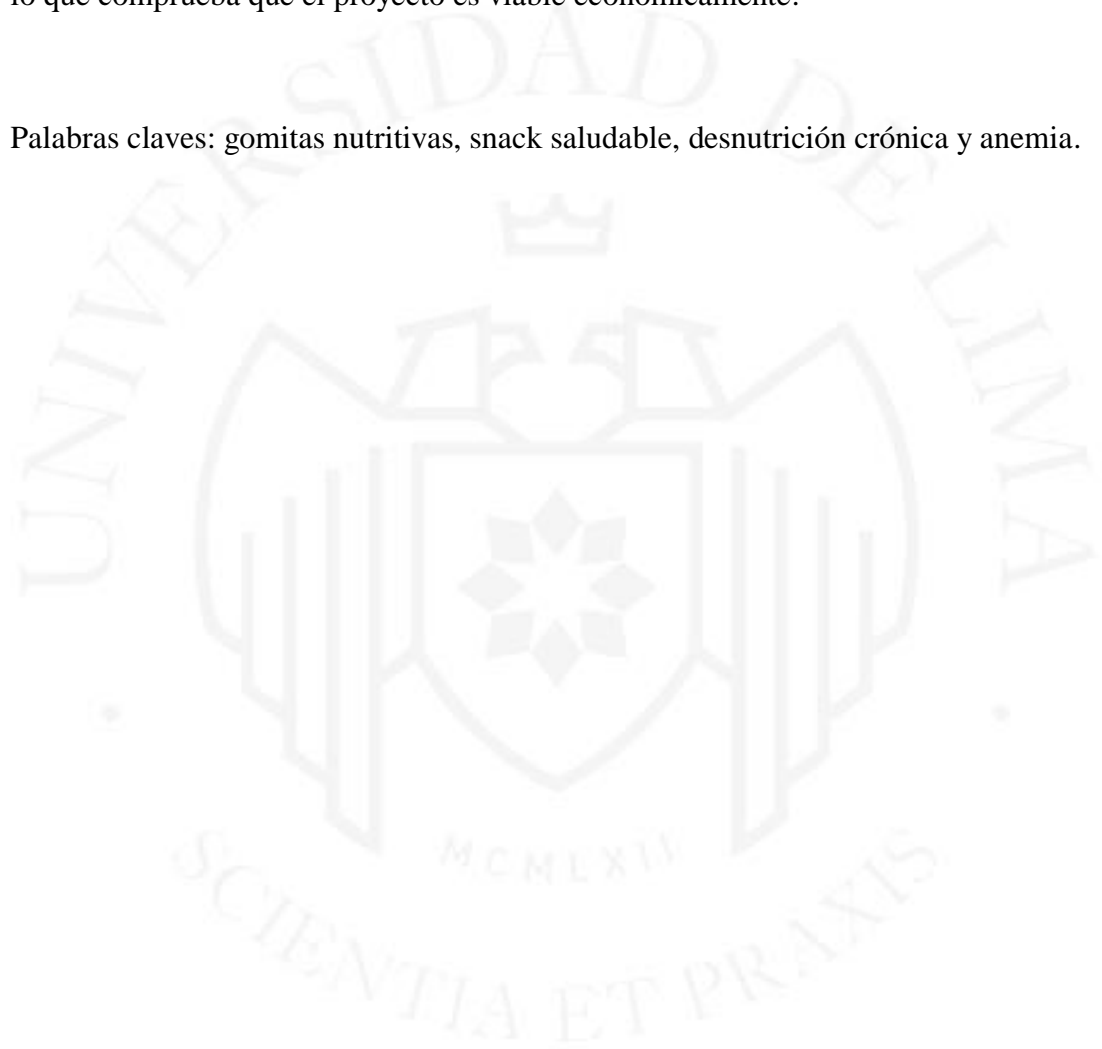 lo que comprueba que el proyecto es viable económicamente.
Palabras claves: gomitas nutritivas, snack saludable, desnutrición crónica y anemia.
UNIVERSIDAD DE LIMA
MCMLXII
SCIENTIA ET PRAXIS